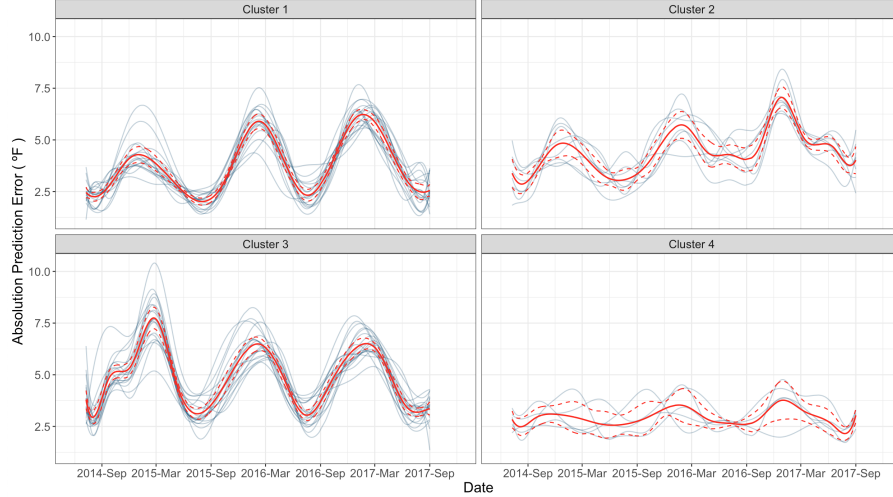 Cluster 1
Cluster 2
10.0
7.5
5.0
2.5
Cluster 3
Cluster 4
10.0
7.5
5.0
2.5
Absolution Prediction Error ( °F )
2014-Sep 2015-Mar 2015-Sep 2016-Mar 2016-Sep 2017-Mar 2017-Sep
2014-Sep 2015-Mar 2015-Sep 2016-Mar 2016-Sep 2017-Mar 2017-Sep
Date